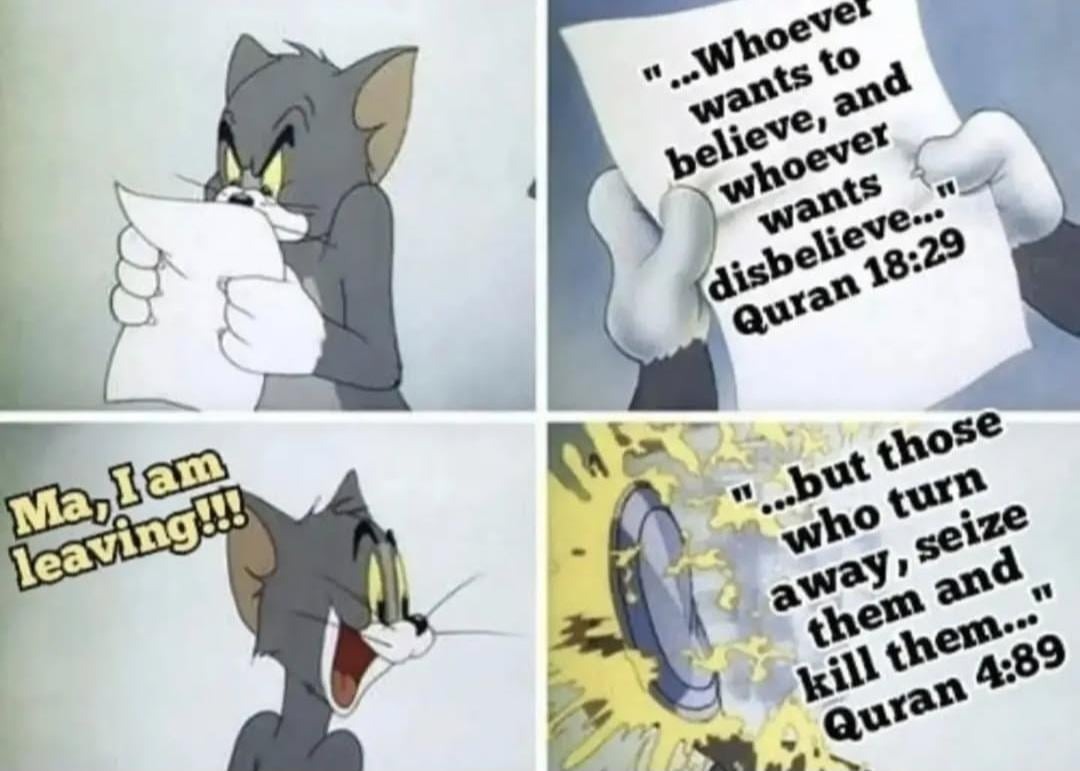 "...Whoever
wants to
believe, and
whoever
wants
disbelieve..."
Quran 18:29
Ma, I am
leaving!!!
"...but those
who turn
away, seize
them and
kill them..."
Quran 4:89